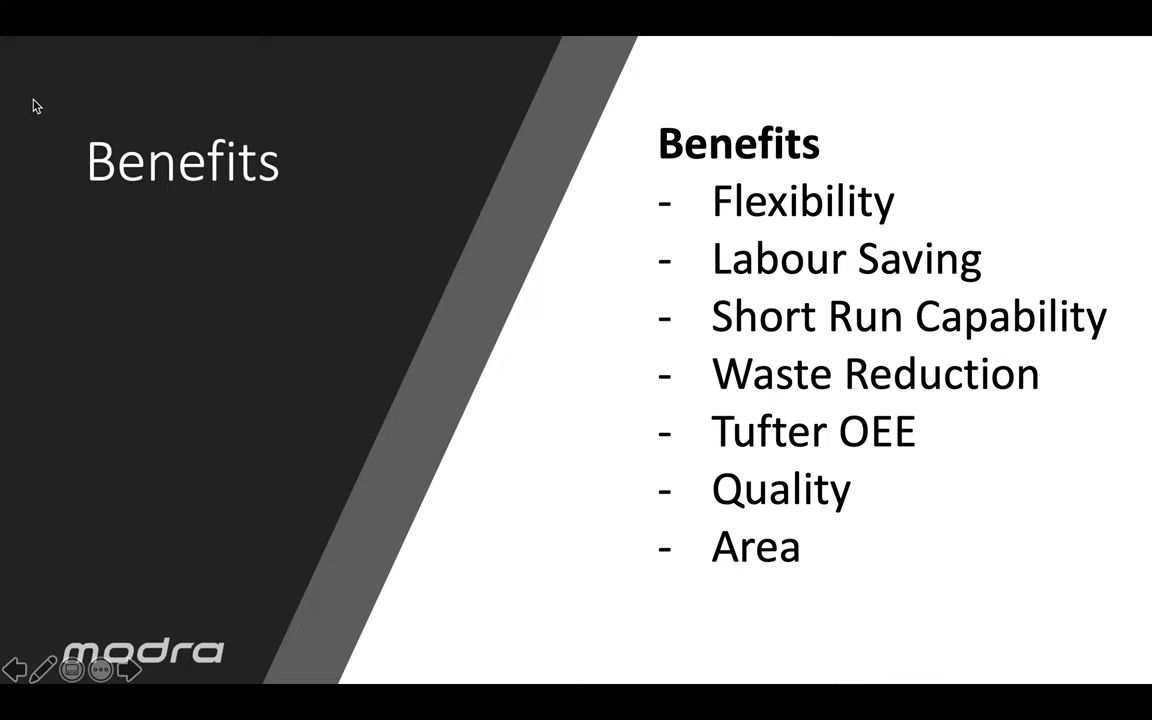 Benefits
Benefits
- Flexibility
- Labour Saving
- Short Run Capability
- Waste Reduction
- Tufter OEE
- Quality
- Area
modra